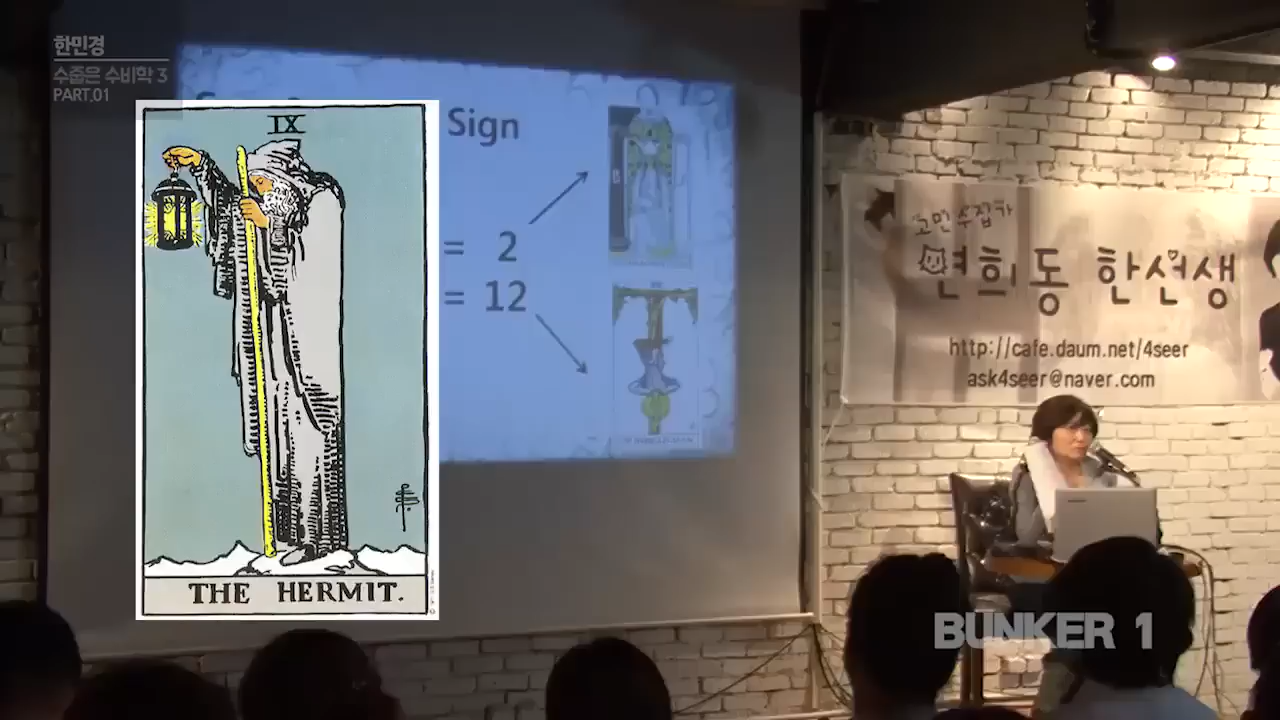 한민경
수줍은 수비학 3
PART.01
IX
THE HERMIT.
Sign
= 2
= 12
고민 수집가
연희동 한선생
http://cafe.daum.net/4seer
ask4seer@naver.com
BUNKER 1